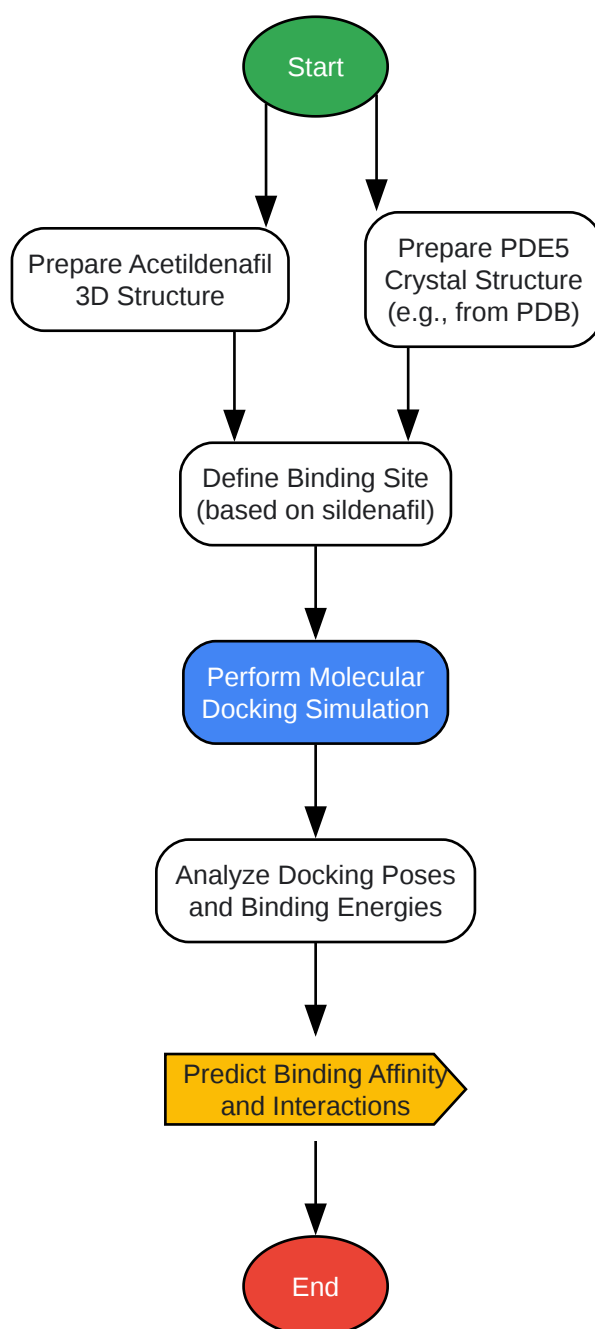 Start
Prepare Acetildenafil
3D Structure
Prepare PDE5
Crystal Structure
(e.g., from PDB)
Define Binding Site
(based on sildenafil)
Perform Molecular
Docking Simulation
Analyze Docking Poses
and Binding Energies
Predict Binding Affinity
and Interactions
End